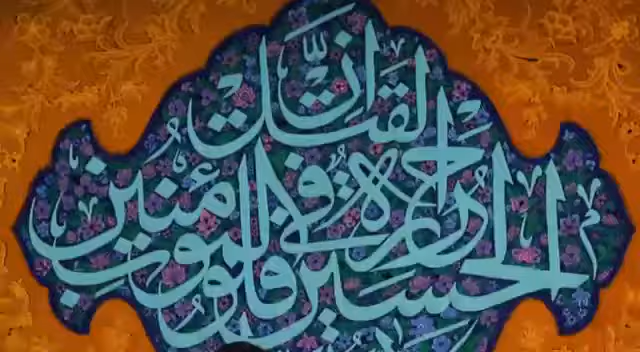 ان لقتل
الحسين حرارة في قلوب المؤمنين